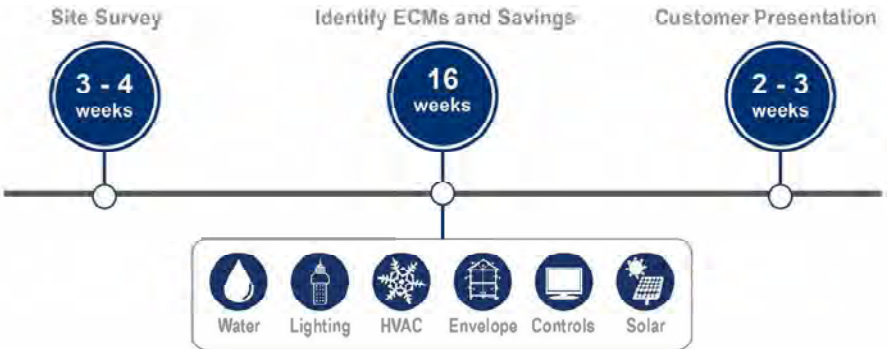 Site Survey
Identify ECMs and Savings
Customer Presentation
3 - 4
weeks
16
weeks
2 - 3
weeks
Water
Lighting
HVAC
Envelope
Controls
Solar